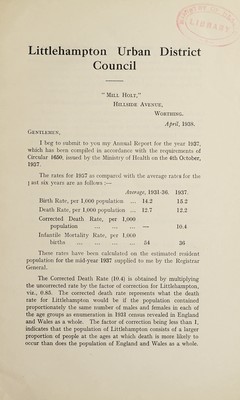 Littlehampton Urban District
Council
" MILL HOLT,"
HILLSIDE AVENUE,
WORTHING.
April, 1938.
GENTLEMEN,
I beg to submit to you my Annual Report for the year 1937,
which has been compiled in accordance with the requirements of
Circular 1650, issued by the Ministry of Health on the 6th October,
1937.
The rates for 1937 as compared with the average rates for the
past six years are as follows :—
Average, 1931-36. 1937.
Birth Rate, per 1,000 population ... 14.2 13.2
Death Rate, per 1,000 population ... 12.7 12.2
Corrected Death Rate, per 1,000
population ... ... ... — 10.4
Infantile Mortality Rate, per 1,000
births ... ... ... ... 54 36
These rates have been calculated on the estimated resident
population for the mid-year 1937 supplied to me by the Registrar
General.
The Corrected Death Rate (10.4) is obtained by multiplying
the uncorrected rate by the factor of correction for Littlehampton,
viz., 0.85. The corrected death rate represents what the death
rate for Littlehampton would be if the population contained
proportionately the same number of males and females in each of
the age groups as enumeration in 1931 census revealed in England
and Wales as a whole. The factor of correction being less than 1,
indicates that the population of Littlehampton consists of a larger
proportion of people at the ages at which death is more likely to
occur than does the population of England and Wales as a whole.
LIBRARY